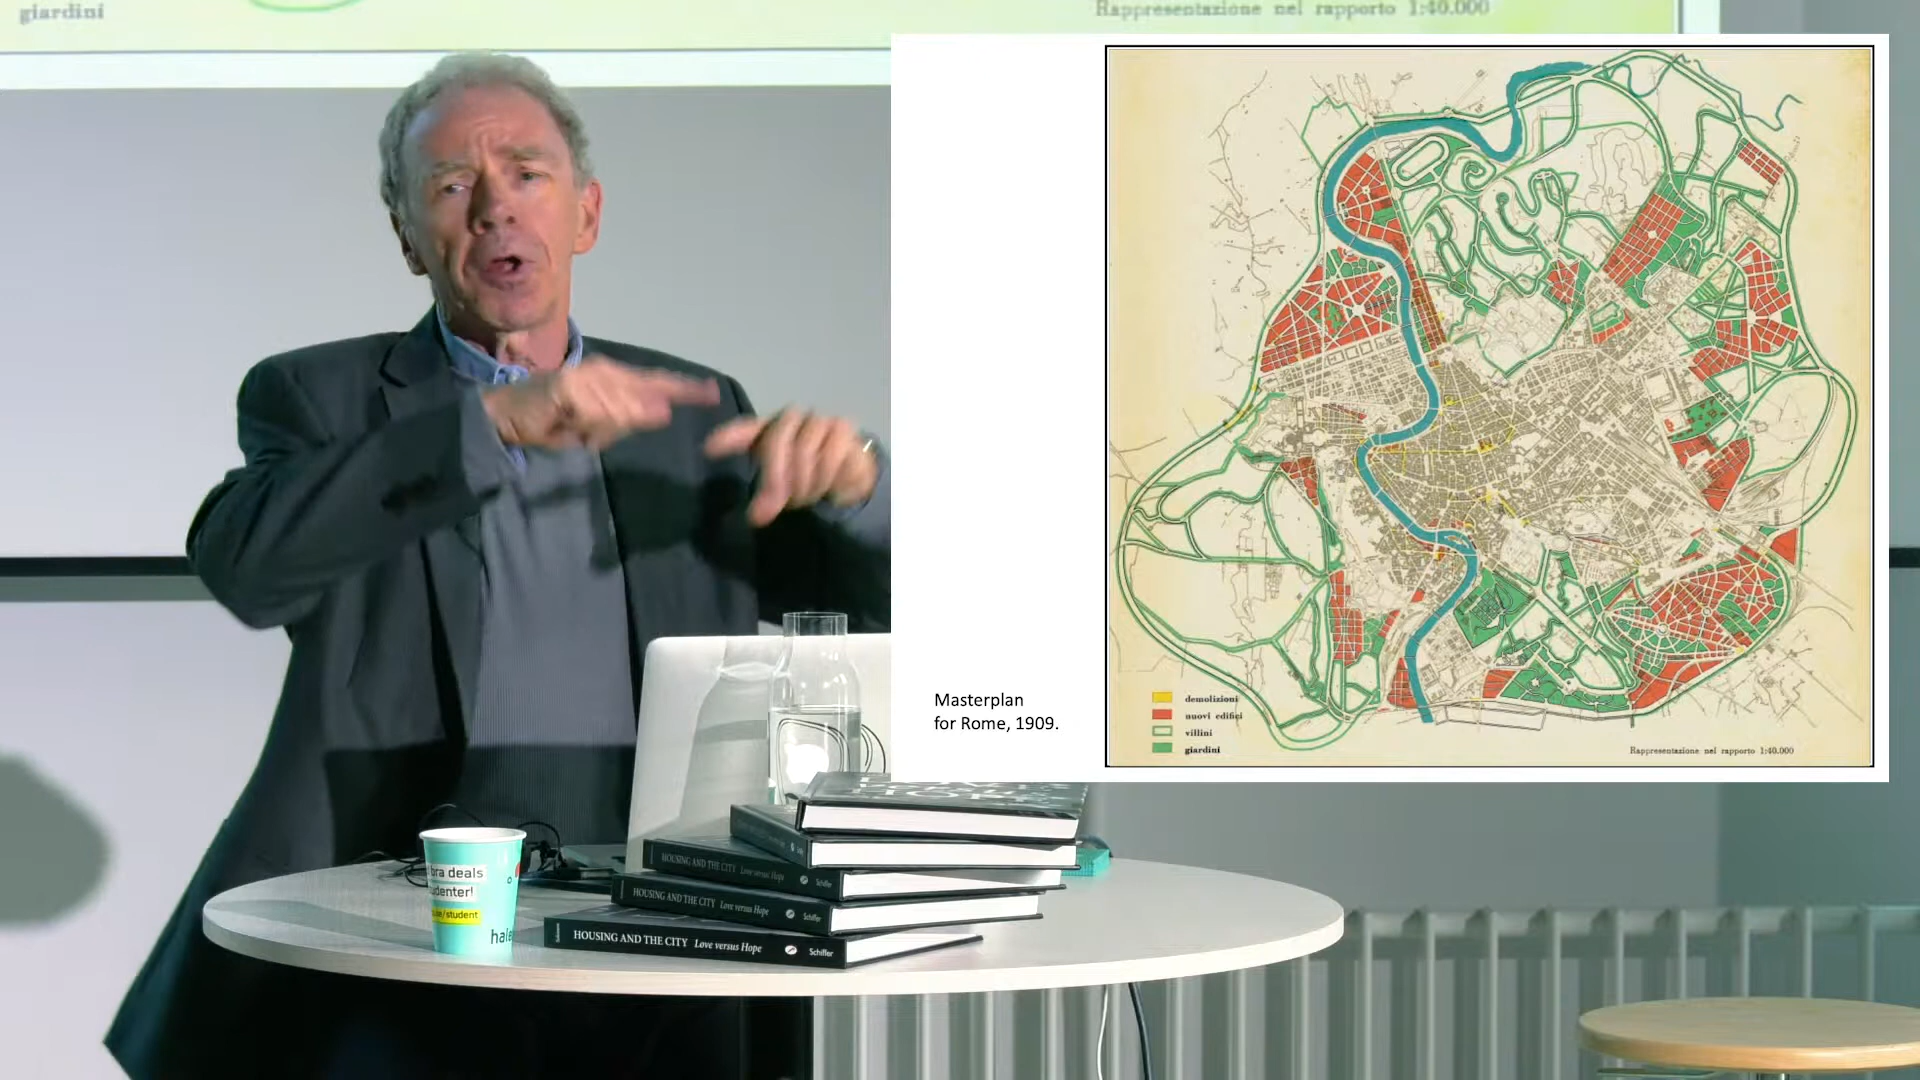 giardini
Rappresentazione nel rapporto 1:40.000
Masterplan
for Rome, 1909.
demolizioni
nuovi edifici
villini
giardini
Rappresentazione nel rapporto 1:40.000
bra deals
udenter!
/student
HOUSING AND THE CITY Love versus Hope Schiffer
HOUSING AND THE CITY Love versus Hope Schiffer
HOUSING AND THE CITY Love versus Hope Schiffer